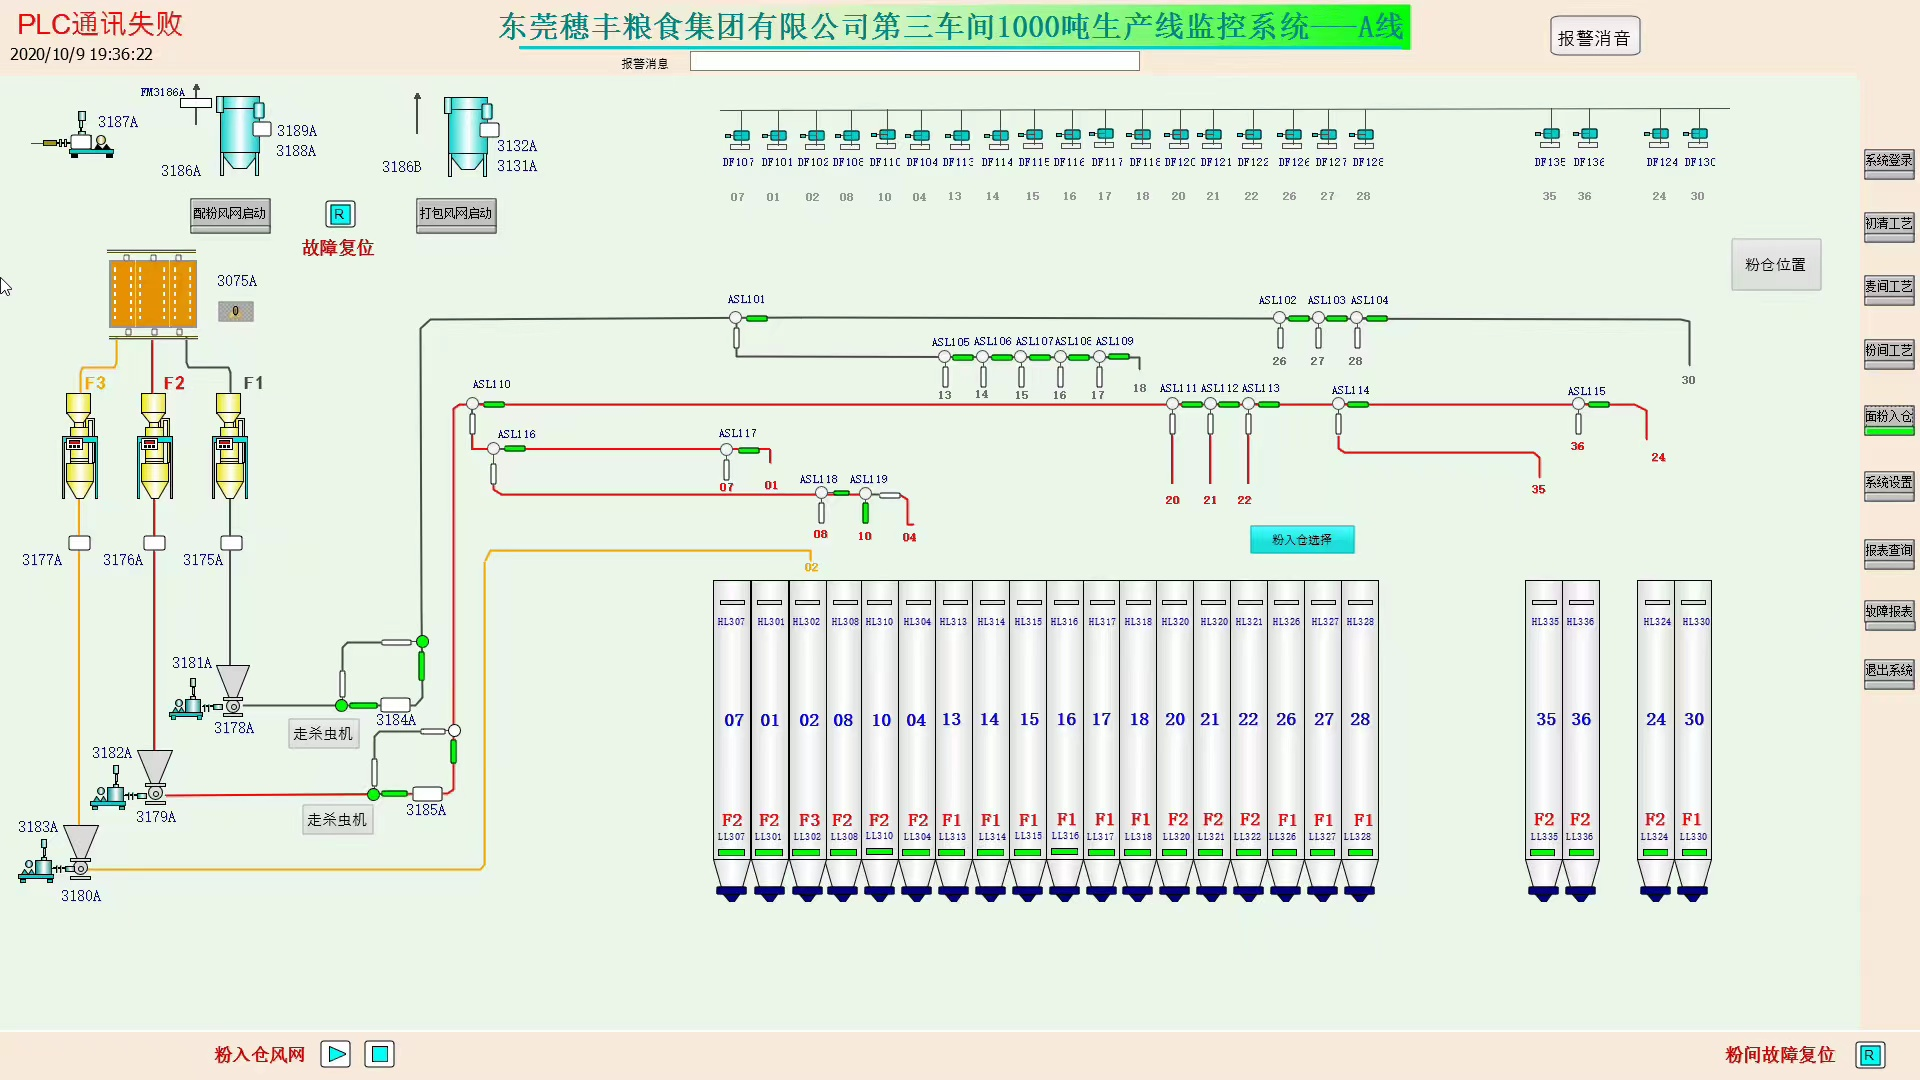 PLC通讯失败
东莞穗丰粮食集团有限公司第三车间1000吨生产线监控系统——A线
报警消音
2020/10/9 19:36:22
报警消息
FM3186A
3187A
3189A
3188A
3186A
3132A
3131A
3186B
DF107 DF101 DF102 DF108 DF110 DF104 DF113 DF114 DF115 DF116 DF117 DF118 DF120 DF121 DF122 DF126 DF127 DF128 DF135 DF136 DF124 DF130
07 01 02 08 10 04 13 14 15 16 17 18 20 21 22 26 27 28 35 36 24 30
系统登录
初清工艺
麦间工艺
粉间工艺
面粉入仓
系统设置
报表查询
故障报表
退出系统
配粉风网启动
R
打包风网启动
故障复位
粉仓位置
3075A
0
ASL101
ASL102 ASL103 ASL104
ASL105 ASL106 ASL107 ASL108 ASL109
26 27 28
30
13 14 15 16 17 18
F3 F2 F1
ASL110
ASL111 ASL112 ASL113
ASL114
ASL115
ASL116
ASL117
36
24
07 01
ASL118 ASL119
20 21 22
35
08 10 04
粉入仓选择
3177A 3176A 3175A
02
HL307 HL301 HL302 HL308 HL310 HL304 HL313 HL314 HL315 HL316 HL317 HL318 HL320 HL320 HL321 HL326 HL327 HL328 HL335 HL336 HL324 HL330
07 01 02 08 10 04 13 14 15 16 17 18 20 21 22 26 27 28 35 36 24 30
F2 F2 F3 F2 F2 F2 F1 F1 F1 F1 F1 F1 F2 F2 F2 F1 F1 F1 F2 F2 F2 F1
LL307 LL301 LL302 LL308 LL310 LL304 LL313 LL314 LL315 LL316 LL317 LL318 LL320 LL321 LL322 LL326 LL327 LL328 LL335 LL336 LL324 LL330
3181A
3178A
3184A
走杀虫机
3182A
3179A
3185A
走杀虫机
3183A
3180A
粉入仓风网
粉间故障复位
R